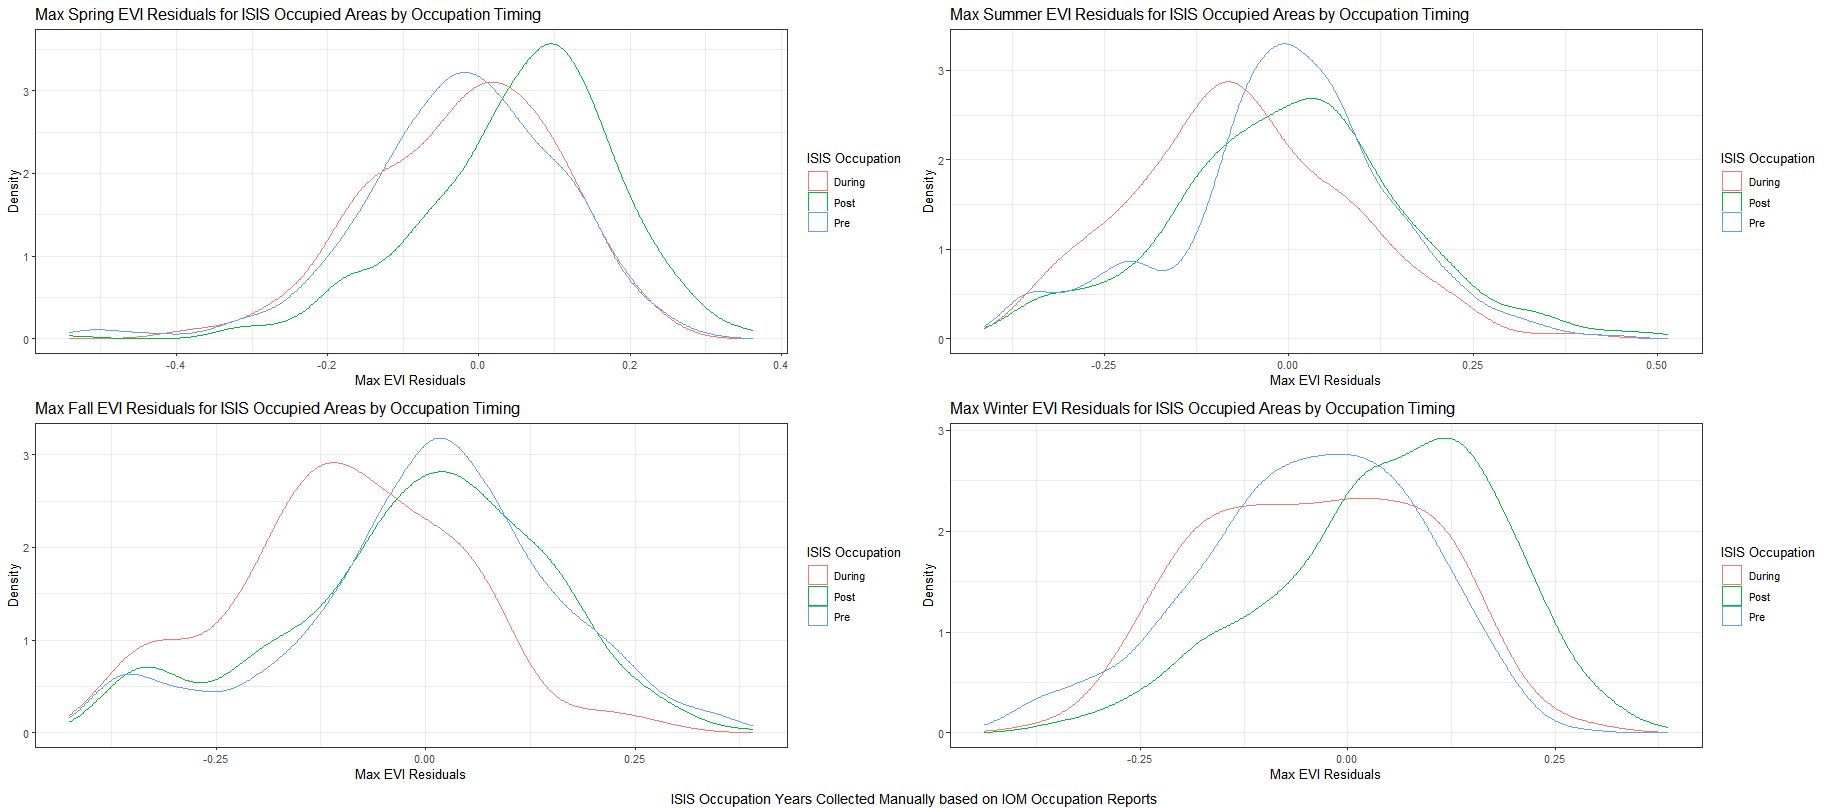 Max Spring EVI Residuals for ISIS Occupied Areas by Occupation Timing
Density
3
2
1
0
-0.4 -0.2 0.0 0.2 0.4
Max EVI Residuals
ISIS Occupation
During
Post
Pre
Max Summer EVI Residuals for ISIS Occupied Areas by Occupation Timing
Density
3
2
1
0
-0.25 0.00 0.25 0.50
Max EVI Residuals
ISIS Occupation
During
Post
Pre
Max Fall EVI Residuals for ISIS Occupied Areas by Occupation Timing
Density
3
2
1
0
-0.25 0.00 0.25
Max EVI Residuals
ISIS Occupation
During
Post
Pre
Max Winter EVI Residuals for ISIS Occupied Areas by Occupation Timing
Density
3
2
1
0
-0.25 0.00 0.25
Max EVI Residuals
ISIS Occupation
During
Post
Pre
ISIS Occupation Years Collected Manually based on IOM Occupation Reports